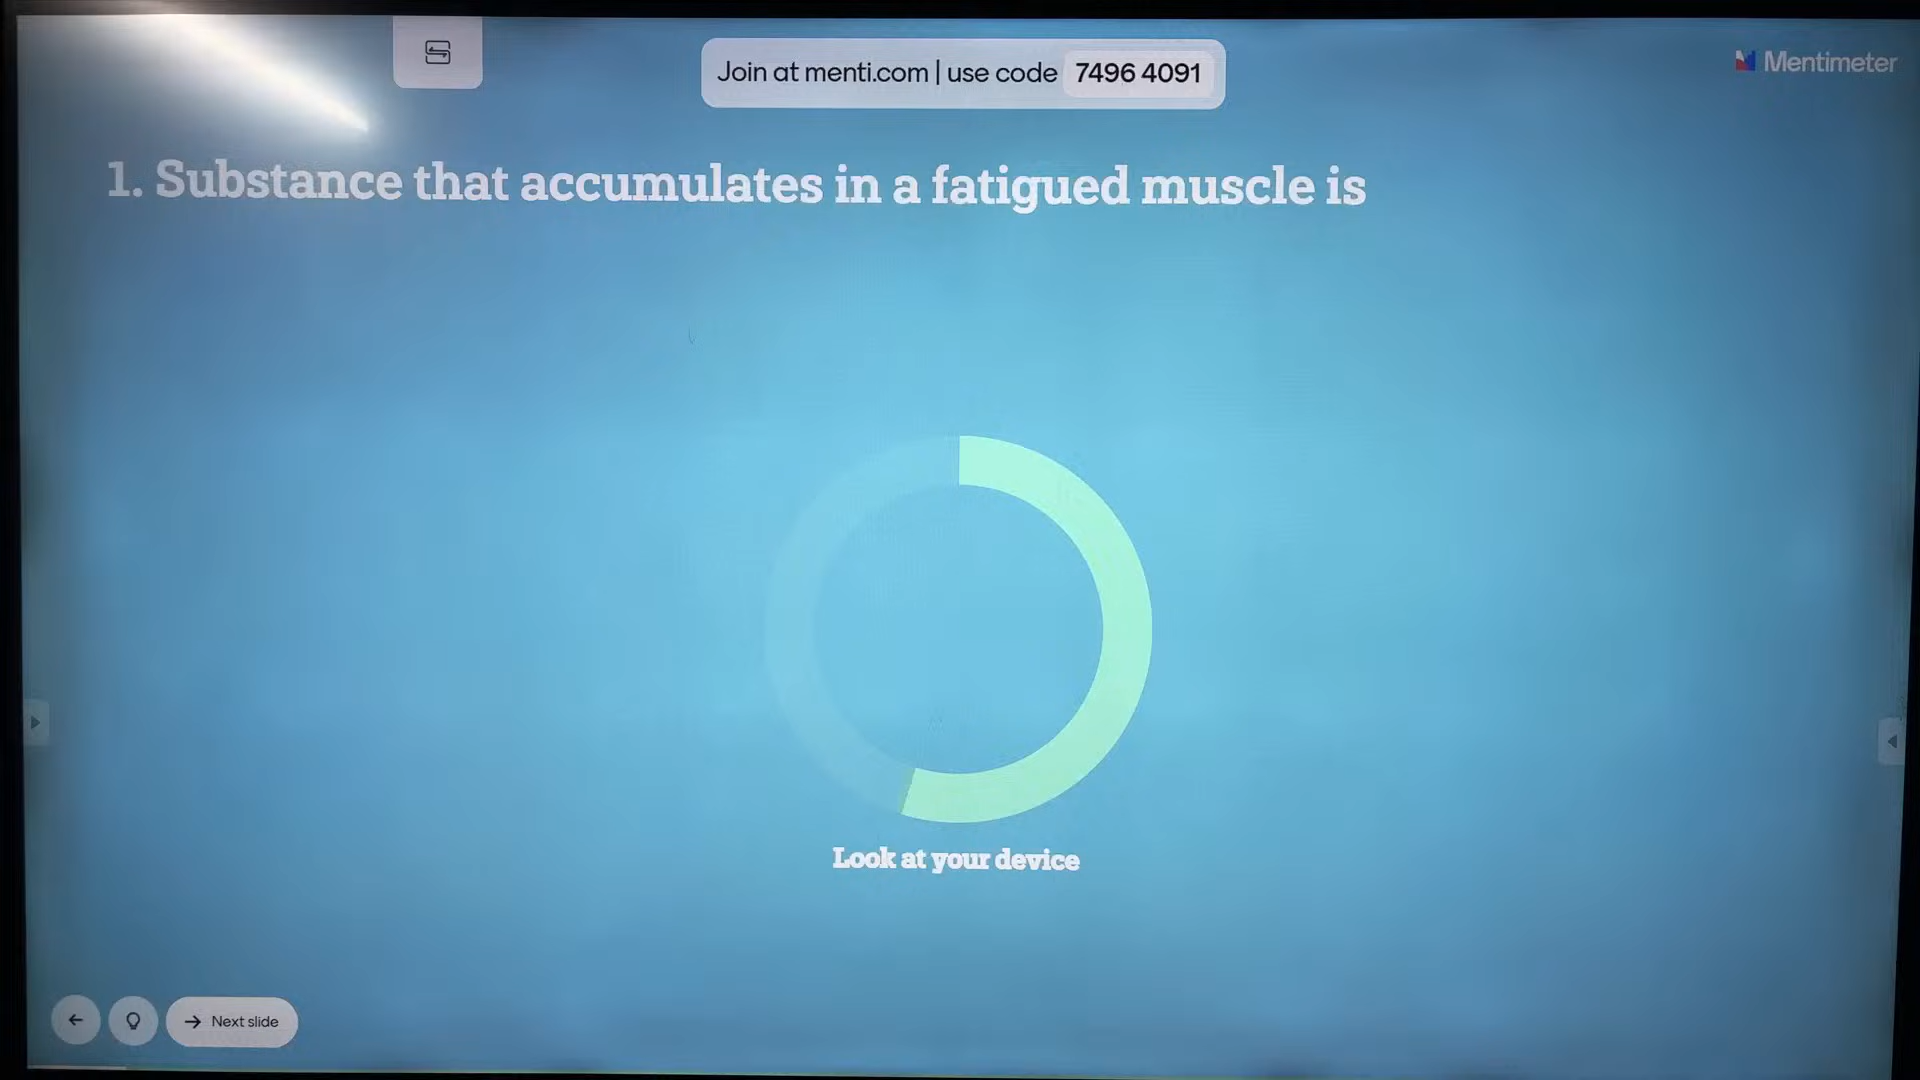 Join at menti.com | use code 7496 4091
Mentimeter
1. Substance that accumulates in a fatigued muscle is
Look at your device
Next slide